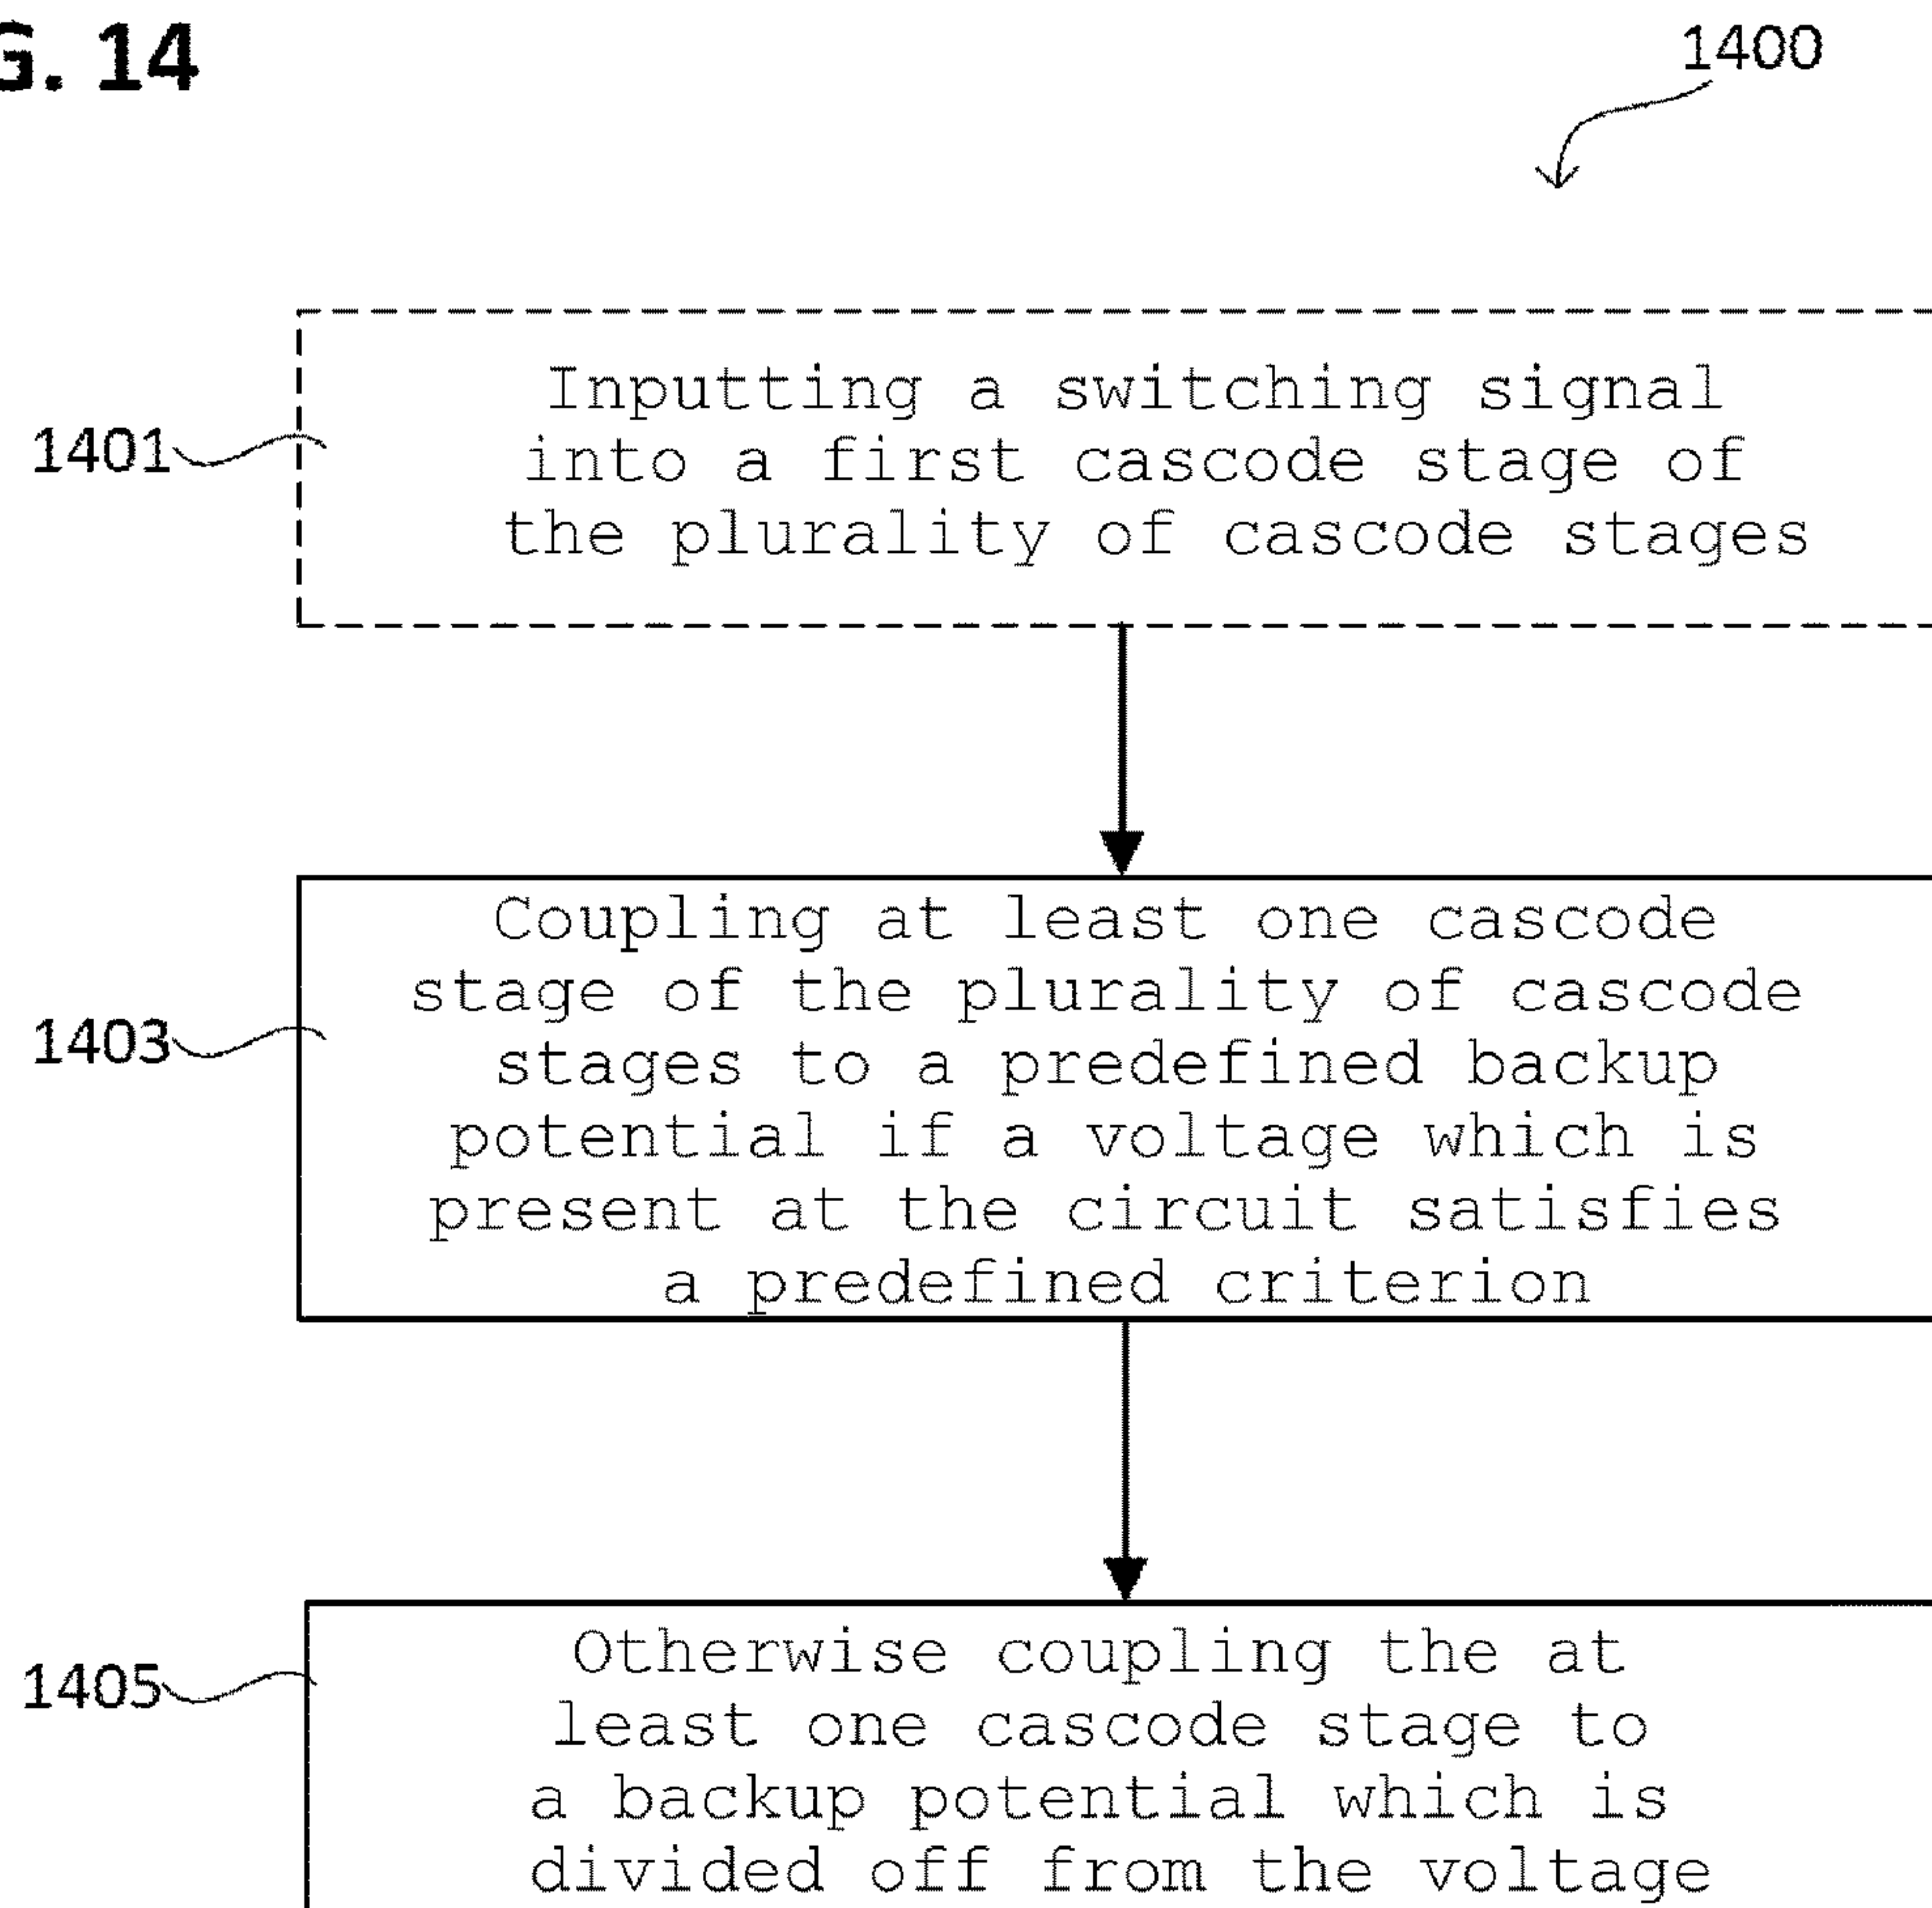 G. 14
1400
1401
Inputting a switching signal
into a first cascode stage of
the plurality of cascode stages
1403
Coupling at least one cascode
stage of the plurality of cascode
stages to a predefined backup
potential if a voltage which is
present at the circuit satisfies
a predefined criterion
1405
Otherwise coupling the at
least one cascode stage to
a backup potential which is
divided off from the voltage